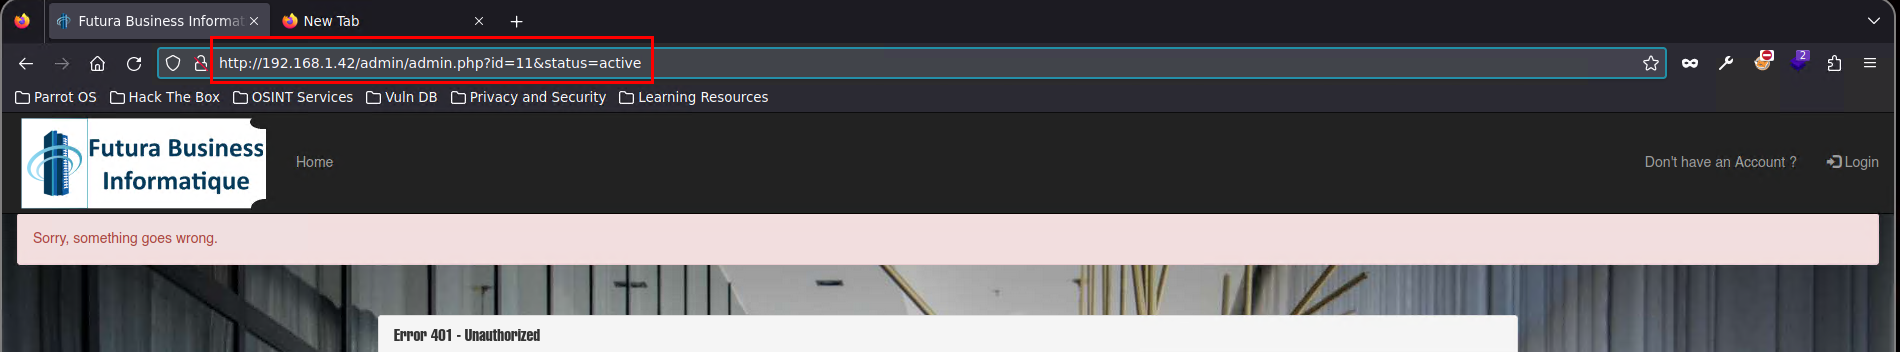 Futura Business Informat
New Tab
http://192.168.1.42/admin/admin.php?id=11&status=active
2
Parrot OS Hack The Box OSINT Services Vuln DB Privacy and Security Learning Resources
Futura Business
Informatique
Home
Don't have an Account ?
Login
Sorry, something goes wrong.
Error 401 - Unauthorized